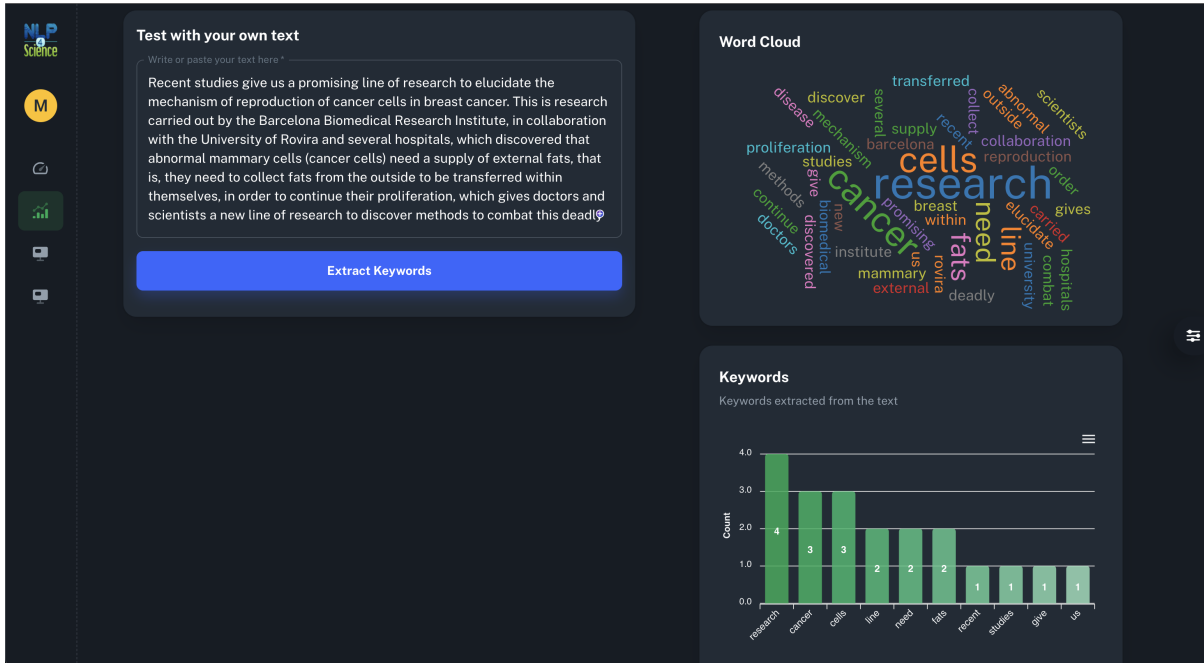 NLP
4
Science
M
Test with your own text
Write or paste your text here *
Recent studies give us a promising line of research to elucidate the
mechanism of reproduction of cancer cells in breast cancer. This is research
carried out by the Barcelona Biomedical Research Institute, in collaboration
with the University of Rovira and several hospitals, which discovered that
abnormal mammary cells (cancer cells) need a supply of external fats, that
is, they need to collect fats from the outside to be transferred within
themselves, in order to continue their proliferation, which gives doctors and
scientists a new line of research to discover methods to combat this deadly
Extract Keywords
Word Cloud
transferred
disease
discover
several
collect
outside
abnormal
scientists
mechanism
supply
recent
collaboration
barcelona
proliferation
studies
cells
reproduction
methods
give
cancer
research
order
continue
biomedical
new
promising
breast
within
need
elucidate
carried
gives
doctors
discovered
institute
us
fats
line
university
combat
hospitals
mammary
rovira
external
deadly
Keywords
Keywords extracted from the text
4.0
3.0
2.0
1.0
0.0
Count
4
3
3
2
2
2
1
1
1
1
research
cancer
cells
line
need
fats
recent
studies
give
us